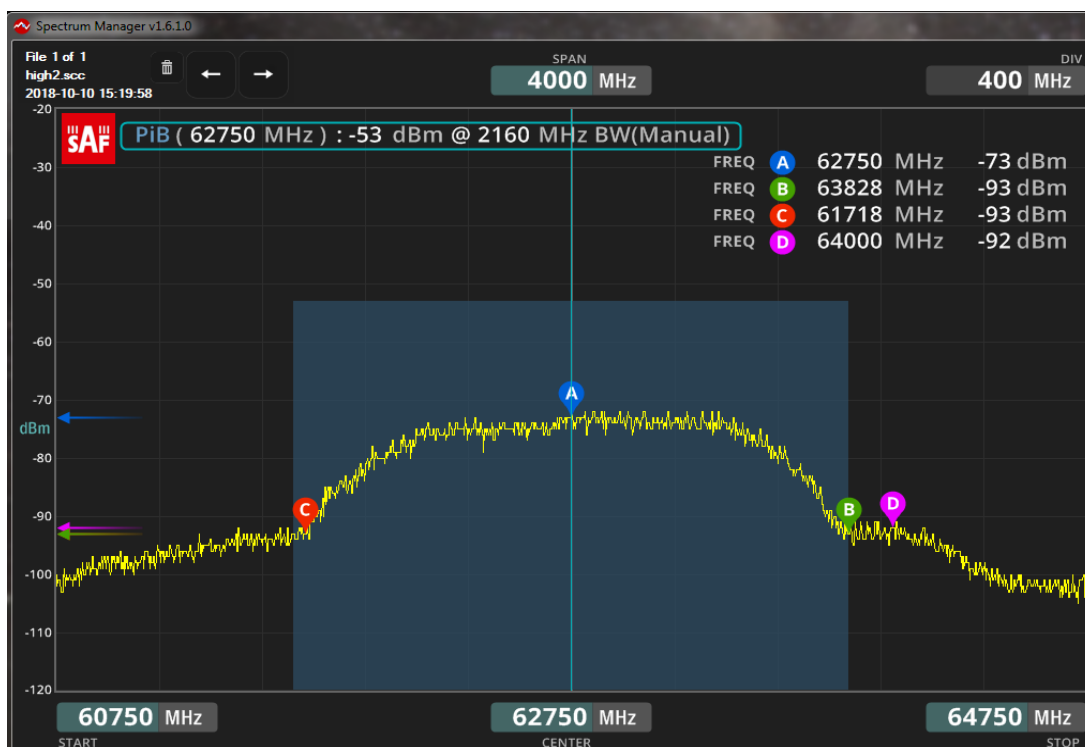 Spectrum Manager v1.6.1.0
File 1 of 1
high2.scc
2018-10-10 15:19:58
SPAN
4000 MHz
DIV
400 MHz
SAF
PiB ( 62750 MHz ) : -53 dBm @ 2160 MHz BW(Manual)
FREQ A 62750 MHz -73 dBm
FREQ B 63828 MHz -93 dBm
FREQ C 61718 MHz -93 dBm
FREQ D 64000 MHz -92 dBm
-20
-30
-40
-50
-60
-70
dBm
-80
-90
-100
-110
-120
A
C
B
D
60750 MHz
START
62750 MHz
CENTER
64750 MHz
STOP